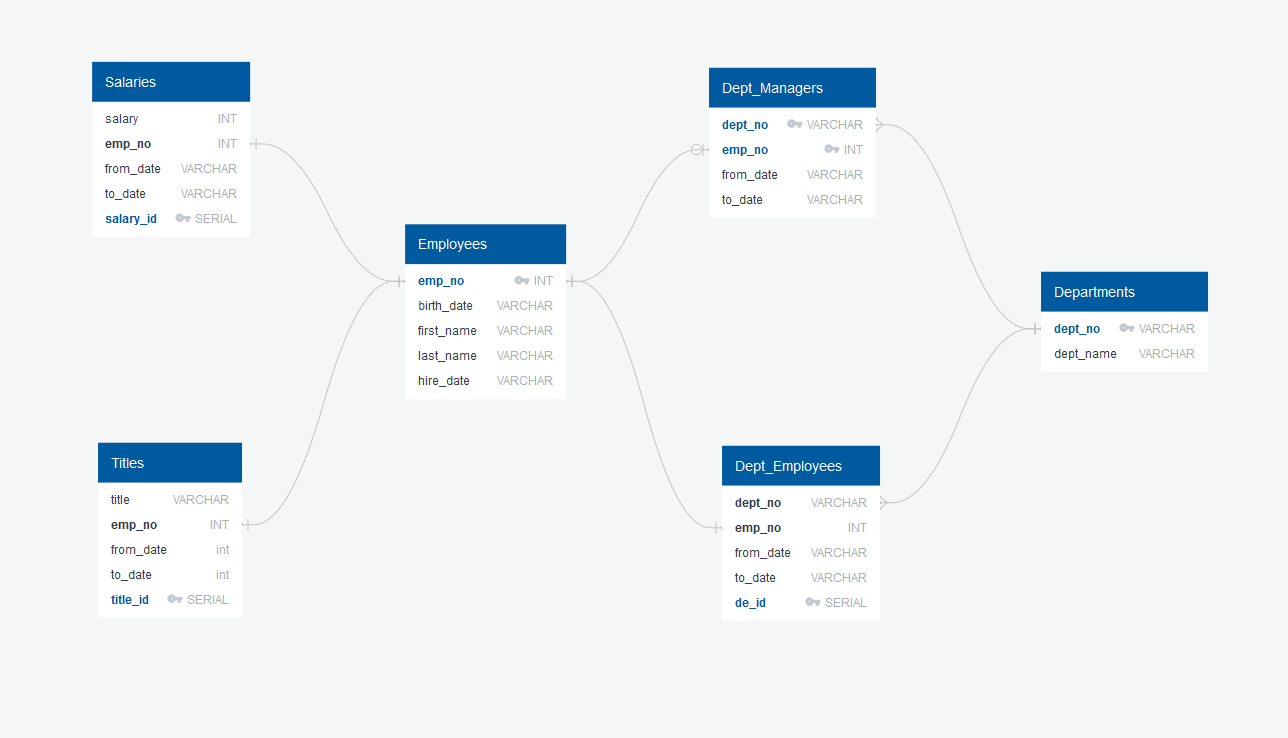 Salaries
salary INT
emp_no INT
from_date VARCHAR
to_date VARCHAR
salary_id SERIAL
Titles
title VARCHAR
emp_no INT
from_date int
to_date int
title_id SERIAL
Employees
emp_no INT
birth_date VARCHAR
first_name VARCHAR
last_name VARCHAR
hire_date VARCHAR
Dept_Managers
dept_no VARCHAR
emp_no INT
from_date VARCHAR
to_date VARCHAR
Dept_Employees
dept_no VARCHAR
emp_no INT
from_date VARCHAR
to_date VARCHAR
de_id SERIAL
Departments
dept_no VARCHAR
dept_name VARCHAR